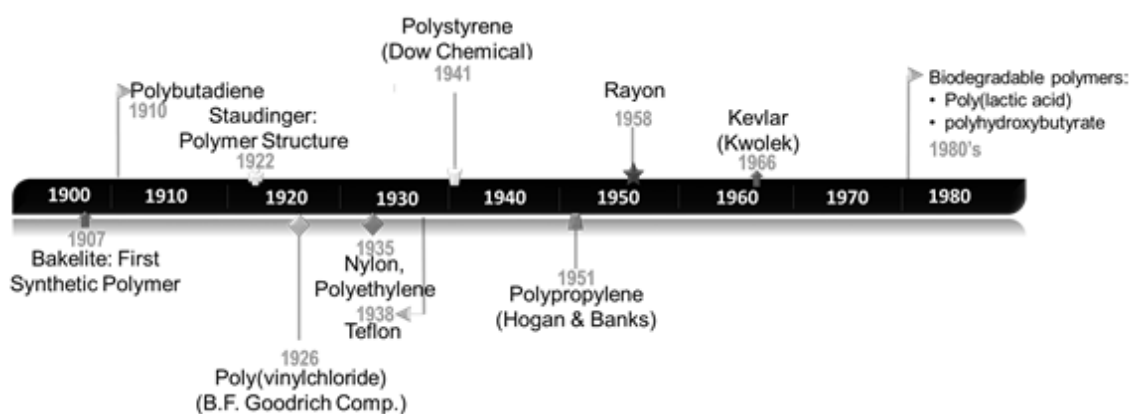 Polystyrene
(Dow Chemical)
1941
Polybutadiene
1910
Staudinger:
Polymer Structure
1922
Rayon
1958
Kevlar
(Kwolek)
1966
Biodegradable polymers:
• Poly(lactic acid)
• polyhydroxybutyrate
1980's
1900 1910 1920 1930 1940 1950 1960 1970 1980
1907
Bakelite: First
Synthetic Polymer
1935
Nylon,
Polyethylene
1938
Teflon
1951
Polypropylene
(Hogan & Banks)
1926
Poly(vinylchloride)
(B.F. Goodrich Comp.)